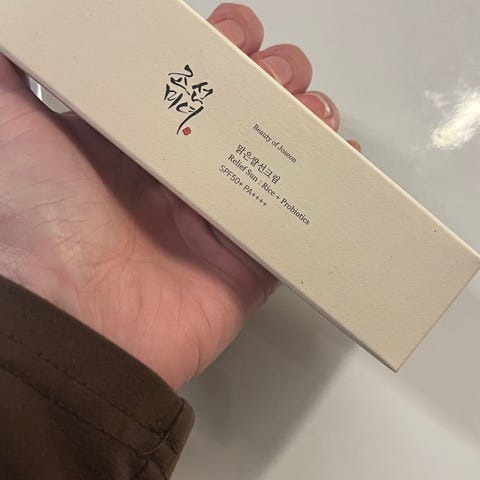 조선
미녀
Beauty of Joseon
맑은쌀선크림
Relief Sun : Rice + Probiotics
SPF50+ PA++++